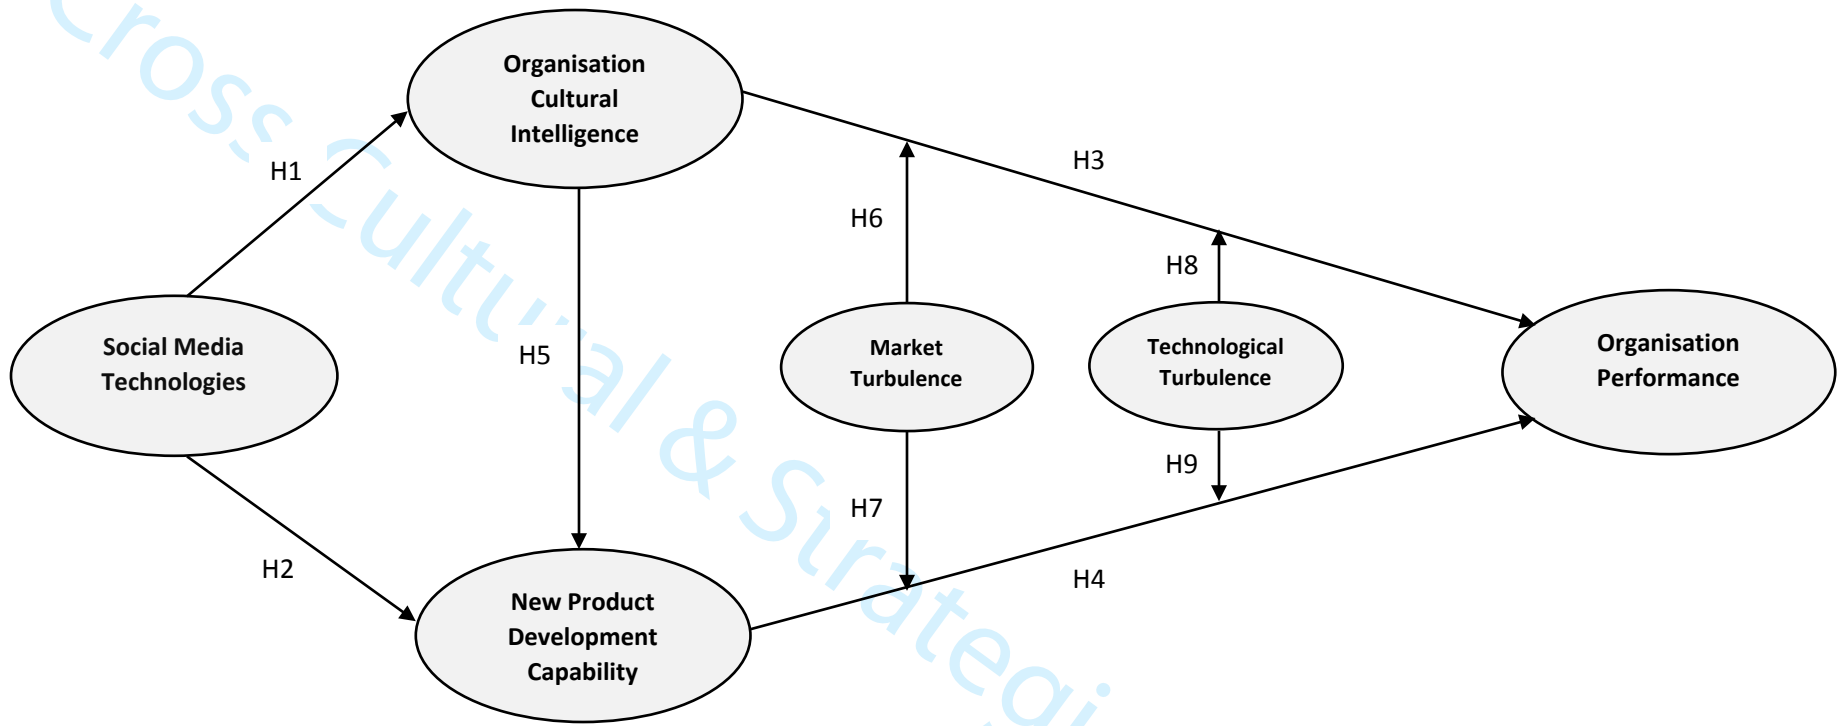 Cross Cultural & Strategi
Organisation
Cultural
Intelligence
H1
H3
H6
H8
Social Media
Technologies
H5
Market
Turbulence
Technological
Turbulence
Organisation
Performance
H9
H7
H2
H4
New Product
Development
Capability